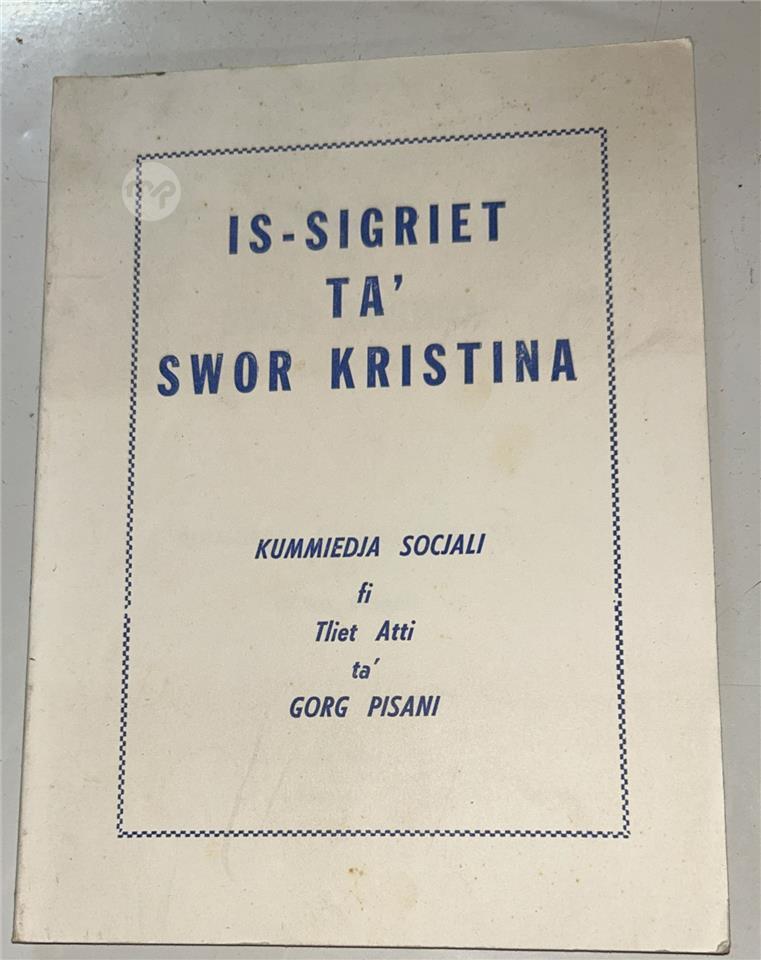 IS-SIGRIET
TA'
SWOR KRISTINA
KUMMIEDJA SOCJALI
fi
Tliet Atti
ta'
GORG PISANI